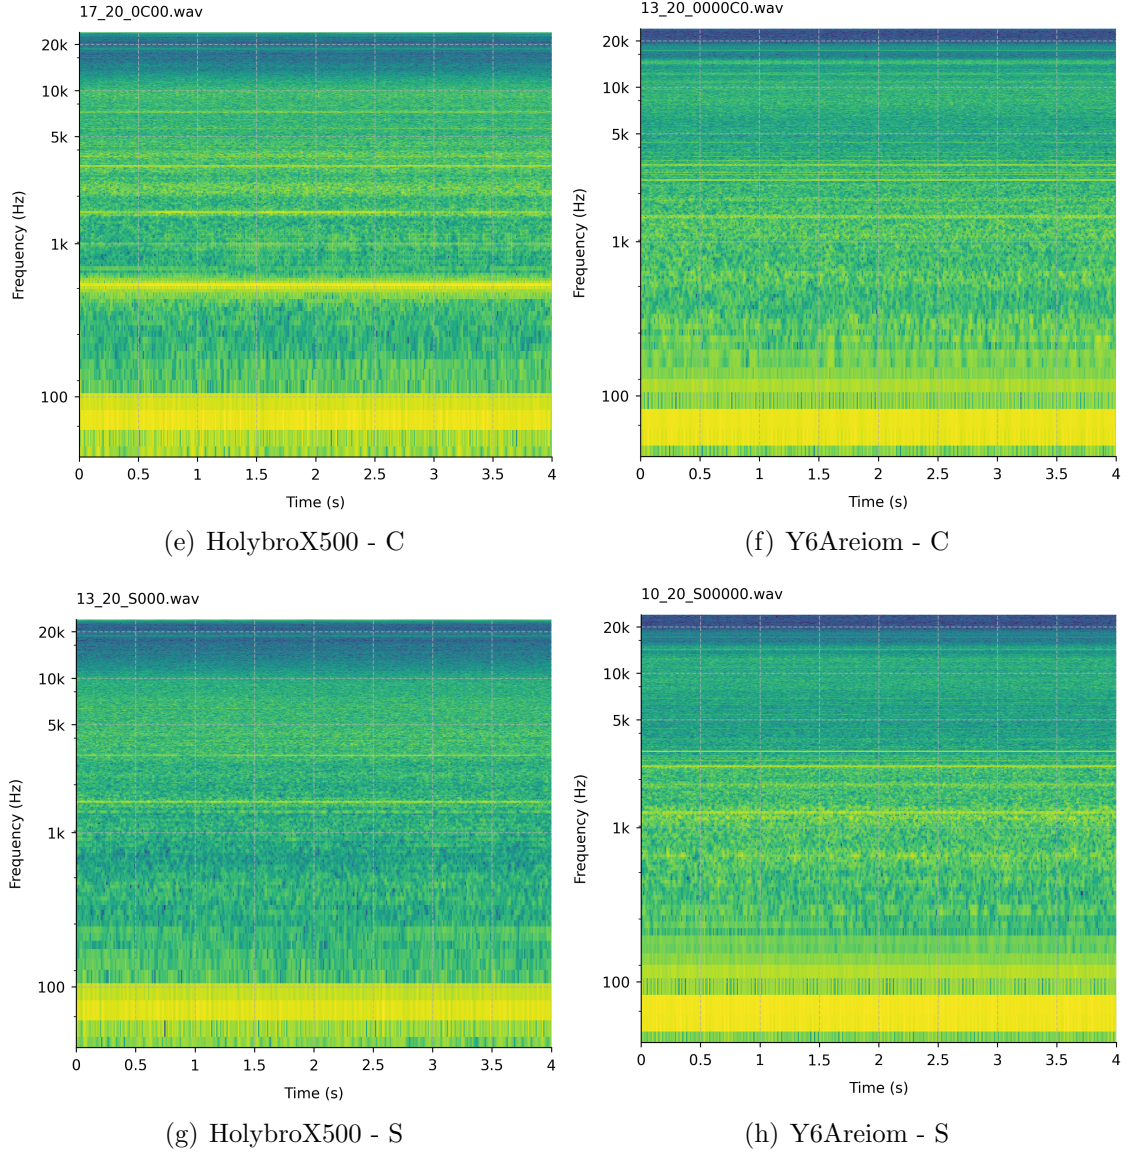 17_20_0C00.wav
20k
10k
5k
1k
100
Frequency (Hz)
0 0.5 1 1.5 2 2.5 3 3.5 4
Time (s)
(e) HolybroX500 - C
13_20_0000C0.wav
20k
10k
5k
1k
100
Frequency (Hz)
0 0.5 1 1.5 2 2.5 3 3.5 4
Time (s)
(f) Y6Areiom - C
13_20_S000.wav
20k
10k
5k
1k
100
Frequency (Hz)
0 0.5 1 1.5 2 2.5 3 3.5 4
Time (s)
(g) HolybroX500 - S
10_20_S00000.wav
20k
10k
5k
1k
100
Frequency (Hz)
0 0.5 1 1.5 2 2.5 3 3.5 4
Time (s)
(h) Y6Areiom - S